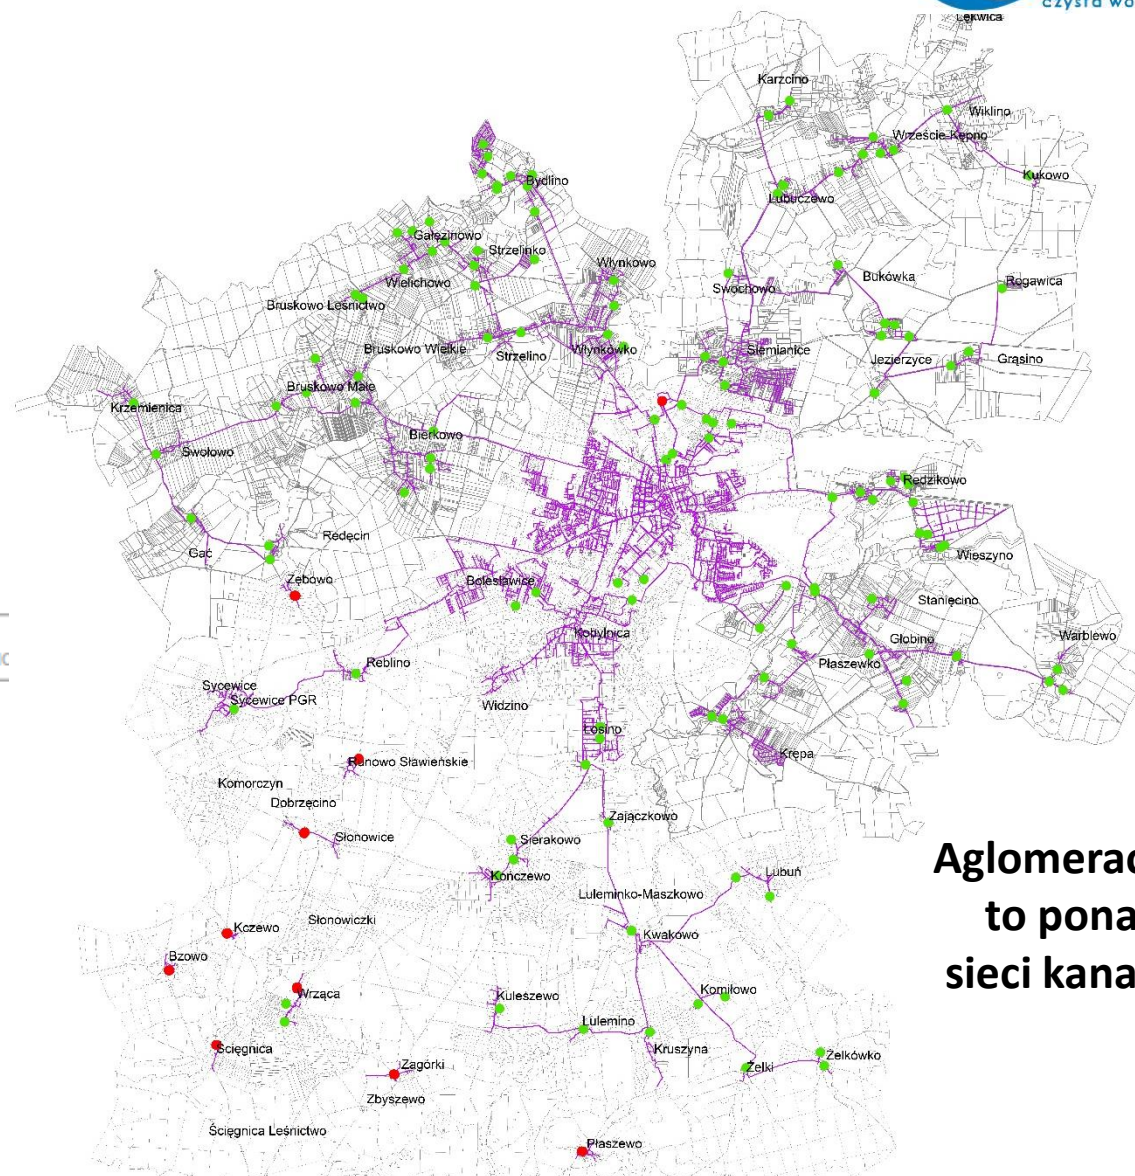 czysta wo
Lękwica
Karzcino
Wiklino
Wrzeście-Kępno
Kukowo
Bydlino
Lubuczewo
Gałęzinowo
Strzelinko
Włynkowo
Bukówka
Wielichowo
Swochowo
Rogawica
Bruskowo Leśnictwo
Bruskowo Wielkie
Strzelino
Włynkówko
Siemianice
Jezierzyce
Grąsino
Bruskowo Małe
Krzemienica
Bierkowo
Swołowo
Redzikowo
Redęcin
Gać
Wieszyno
Zębowo
Bolesławice
Stanięcino
Kobylnica
Głobino
Warblewo
Reblino
Płaszewko
Sycewice
Sycewice PGR
Widzino
Łosino
Krępa
Runowo Sławieńskie
Komorczyn
Dobrzęcino
Zajączkowo
Słonowice
Sierakowo
Kończewo
Lubuń
Aglomerac
Luleminko-Maszkowo
to pona
Słonowiczki
Kczewo
Kwakowo
Bzowo
sieci kana
Wrząca
Kuleszewo
Komiłowo
Lulemino
Ścięgnica
Kruszyna
Żelkówko
Zagórki
Żelki
Zbyszewo
Ścięgnica Leśnictwo
Płaszewo